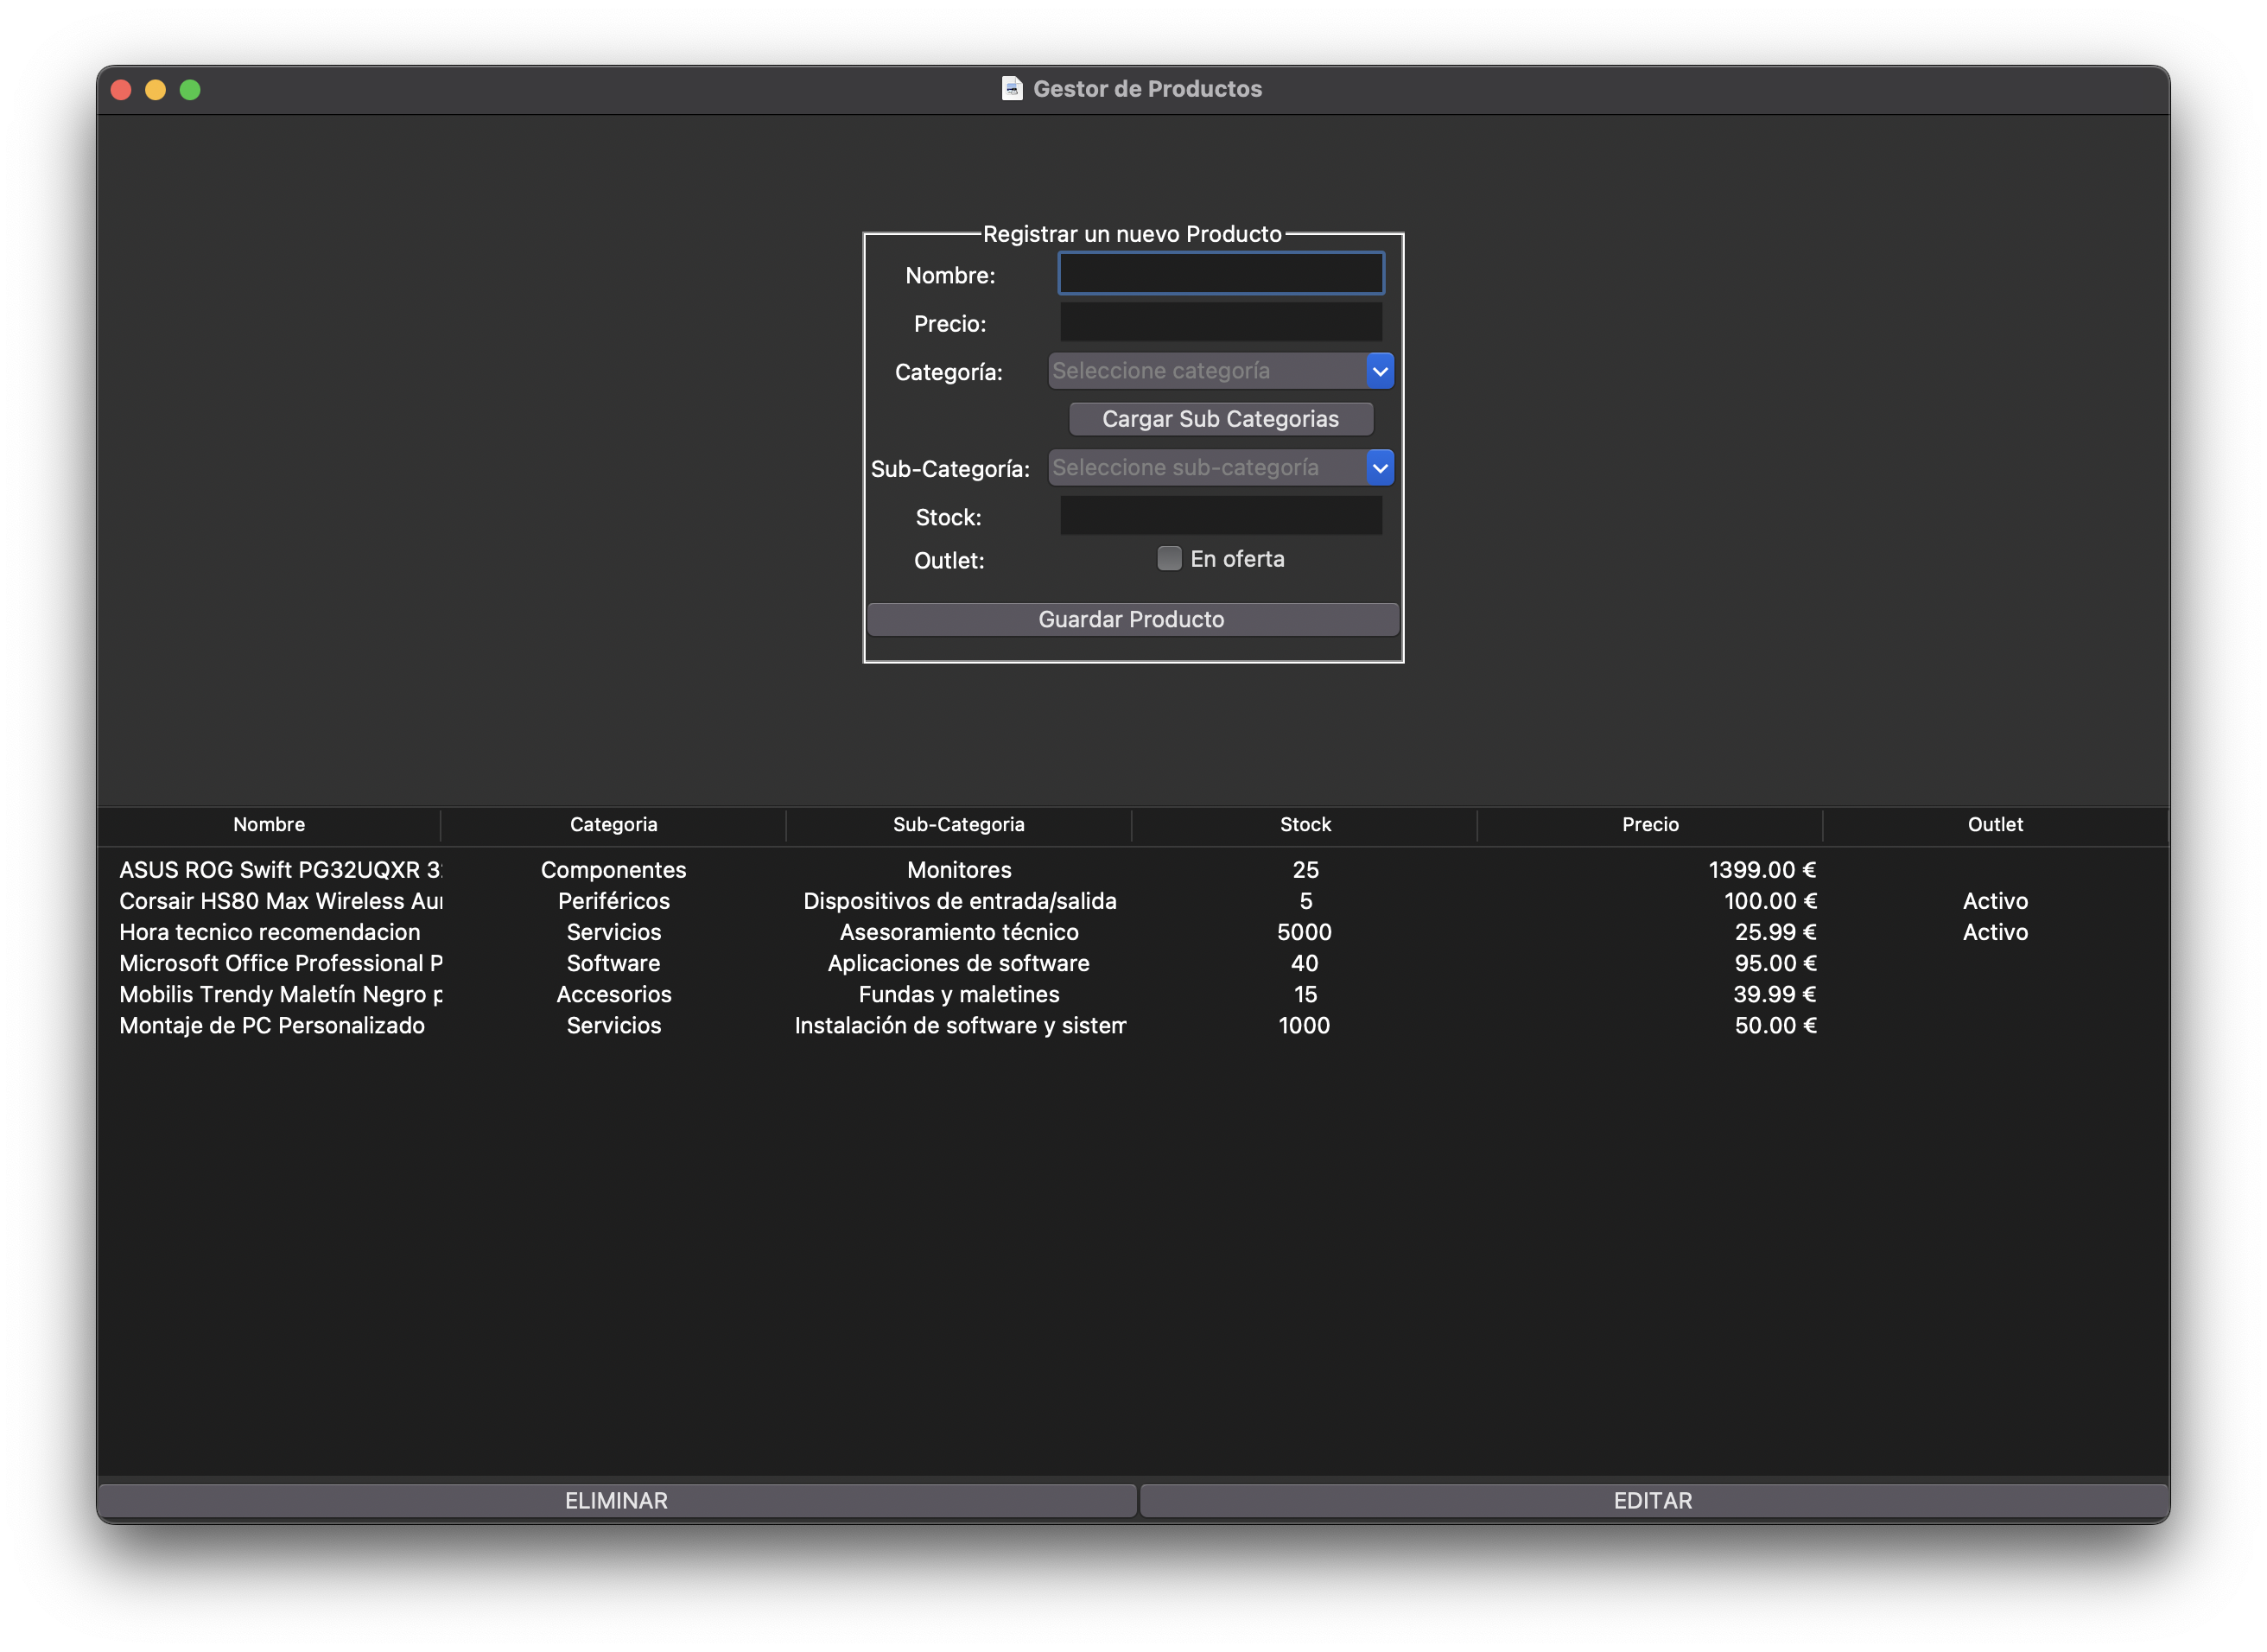 Gestor de Productos
Registrar un nuevo Producto
Nombre:
Precio:
Categoría: Seleccione categoría
Cargar Sub Categorias
Sub-Categoría: Seleccione sub-categoría
Stock:
Outlet: En oferta
Guardar Producto
Nombre Categoria Sub-Categoria Stock Precio Outlet
ASUS ROG Swift PG32UQXR Componentes Monitores 25 1399.00 €
Corsair HS80 Max Wireless Periféricos Dispositivos de entrada/salida 5 100.00 € Activo
Hora tecnico recomendacion Servicios Asesoramiento técnico 5000 25.99 € Activo
Microsoft Office Professional P Software Aplicaciones de software 40 95.00 €
Mobilis Trendy Maletín Negro Accesorios Fundas y maletines 15 39.99 €
Montaje de PC Personalizado Servicios Instalación de software y 1000 50.00 €
ELIMINAR EDITAR